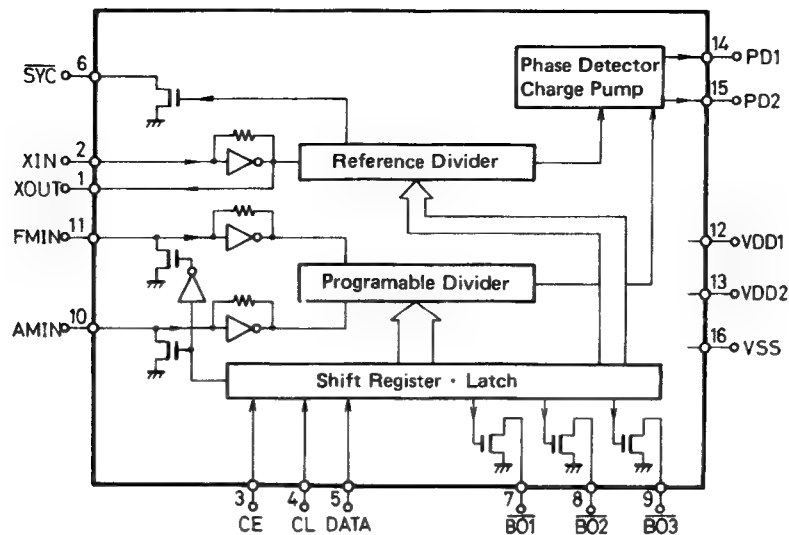 6
SYC
2
XIN
1
XOUT
11
FMIN
10
AMIN
Phase Detector
Charge Pump
14
PD1
15
PD2
Reference Divider
12
VDD1
Programable Divider
13
VDD2
16
VSS
Shift Register · Latch
3
CE
4
CL
5
DATA
7
BO1
8
BO2
9
BO3